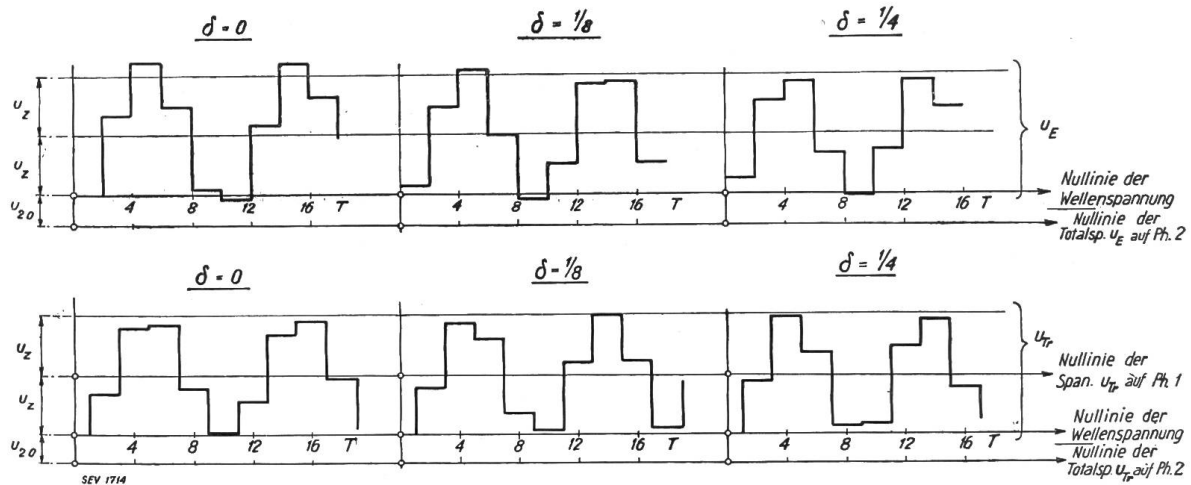 δ = 0
δ = 1/8
δ = 1/4
u_z
u_z
u_20
4 8 12 16 T
4 8 12 16 T
4 8 12 16 T
u_E
Nullinie der
Wellenspannung
Nullinie der
Totalsp. u_E auf Ph. 2
δ = 0
δ = 1/8
δ = 1/4
u_z
u_z
u_20
4 8 12 16 T
4 8 12 16 T
4 8 12 16 T
u_Tr
Nullinie der
Span. u_Tr auf Ph. 1
Nullinie der
Wellenspannung
Nullinie der
Totalsp. u_Tr auf Ph. 2
SEV 1714